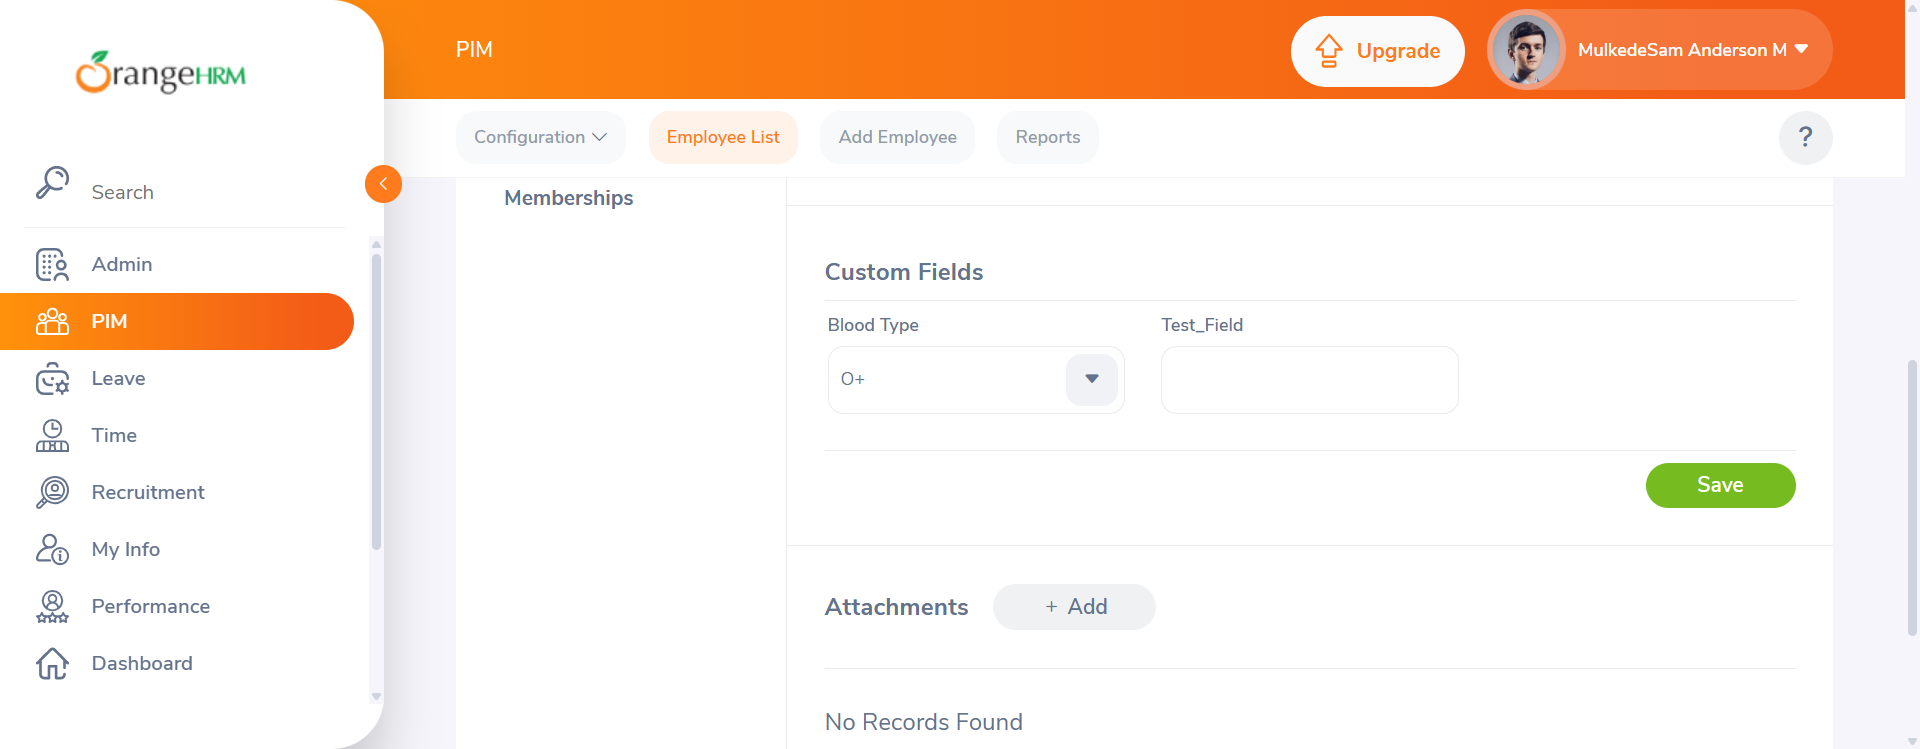 OrangeHRM
Search
Admin
PIM
Leave
Time
Recruitment
My Info
Performance
Dashboard
PIM
Upgrade
MulkedeSam Anderson M
Configuration
Employee List
Add Employee
Reports
?
Memberships
Custom Fields
Blood Type
Test_Field
O+
Save
Attachments
+ Add
No Records Found